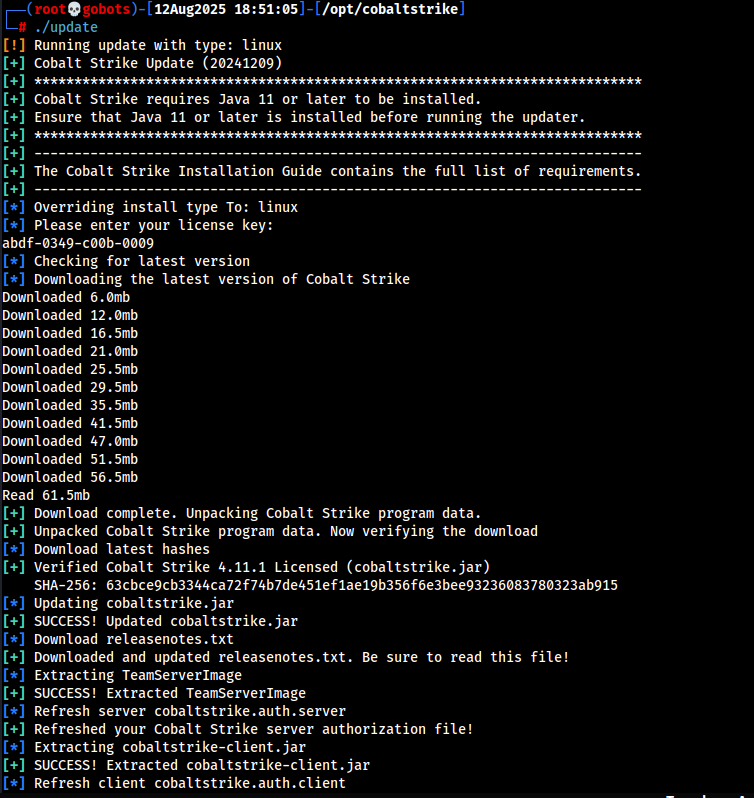 (root💀gobots)-[12Aug2025 18:51:05]-[/opt/cobaltstrike]
# ./update
[!] Running update with type: linux
[+] Cobalt Strike Update (20241209)
[+] ****************************************************************************
[+] Cobalt Strike requires Java 11 or later to be installed.
[+] Ensure that Java 11 or later is installed before running the updater.
[+] ****************************************************************************
[+] ----------------------------------------------------------------------------
[+] The Cobalt Strike Installation Guide contains the full list of requirements.
[+] ----------------------------------------------------------------------------
[*] Overriding install type To: linux
[*] Please enter your license key:
abdf-0349-c00b-0009
[*] Checking for latest version
[*] Downloading the latest version of Cobalt Strike
Downloaded 6.0mb
Downloaded 12.0mb
Downloaded 16.5mb
Downloaded 21.0mb
Downloaded 25.5mb
Downloaded 29.5mb
Downloaded 35.5mb
Downloaded 41.5mb
Downloaded 47.0mb
Downloaded 51.5mb
Downloaded 56.5mb
Read 61.5mb
[+] Download complete. Unpacking Cobalt Strike program data.
[+] Unpacked Cobalt Strike program data. Now verifying the download
[*] Download latest hashes
[+] Verified Cobalt Strike 4.11.1 Licensed (cobaltstrike.jar)
SHA-256: 63cbce9cb3344ca72f74b7de451ef1ae19b356f6e3bee93236083780323ab915
[*] Updating cobaltstrike.jar
[+] SUCCESS! Updated cobaltstrike.jar
[*] Download releasenotes.txt
[+] Downloaded and updated releasenotes.txt. Be sure to read this file!
[*] Extracting TeamServerImage
[+] SUCCESS! Extracted TeamServerImage
[*] Refresh server cobaltstrike.auth.server
[+] Refreshed your Cobalt Strike server authorization file!
[*] Extracting cobaltstrike-client.jar
[+] SUCCESS! Extracted cobaltstrike-client.jar
[*] Refresh client cobaltstrike.auth.client